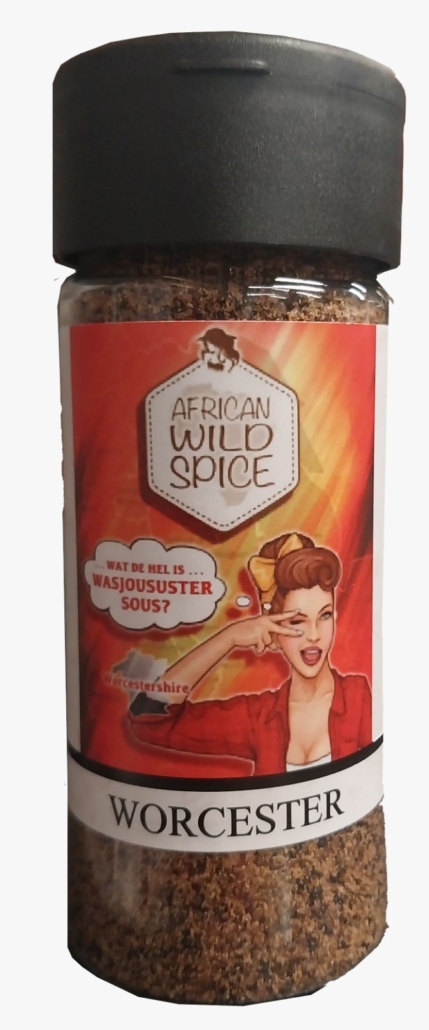 AFRICAN
WILD
SPICE
... WAT DE HEL IS ...
WASJOUSUSTER
SOUS?
Worcestershire
WORCESTER